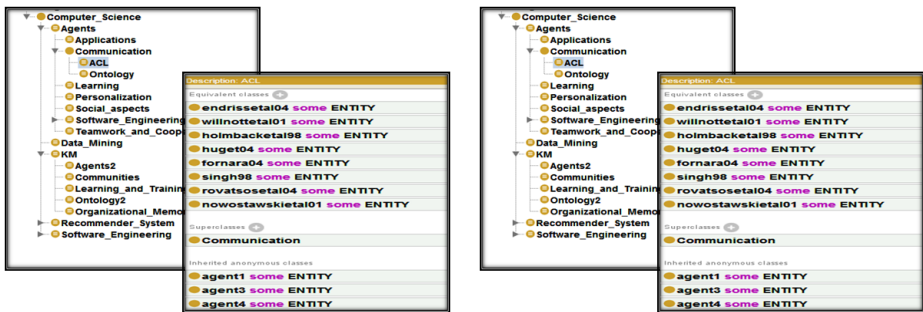 Computer_Science
Agents
Applications
Communication
ACL
Ontology
Learning
Personalization
Social_aspects
Software_Engineering
Teamwork_and_Coop
Data_Mining
KM
Agents2
Communities
Learning_and_Trainin
Ontology2
Organizational_Memo
Recommender_System
Software_Engineering
Description: ACL
Equivalent classes
endrissetal04 some ENTITY
willnottetal01 some ENTITY
holmbacketal98 some ENTITY
huget04 some ENTITY
fornara04 some ENTITY
singh98 some ENTITY
rovatsosetal04 some ENTITY
nowostawskietal01 some ENTITY
Superclasses
Communication
Inherited anonymous classes
agent1 some ENTITY
agent3 some ENTITY
agent4 some ENTITY
Computer_Science
Agents
Applications
Communication
ACL
Ontology
Learning
Personalization
Social_aspects
Software_Engineering
Teamwork_and_Coop
Data_Mining
KM
Agents2
Communities
Learning_and_Trainin
Ontology2
Organizational_Memo
Recommender_System
Software_Engineering
Description: ACL
Equivalent classes
endrissetal04 some ENTITY
willnottetal01 some ENTITY
holmbacketal98 some ENTITY
huget04 some ENTITY
fornara04 some ENTITY
singh98 some ENTITY
rovatsosetal04 some ENTITY
nowostawskietal01 some ENTITY
Superclasses
Communication
Inherited anonymous classes
agent1 some ENTITY
agent3 some ENTITY
agent4 some ENTITY